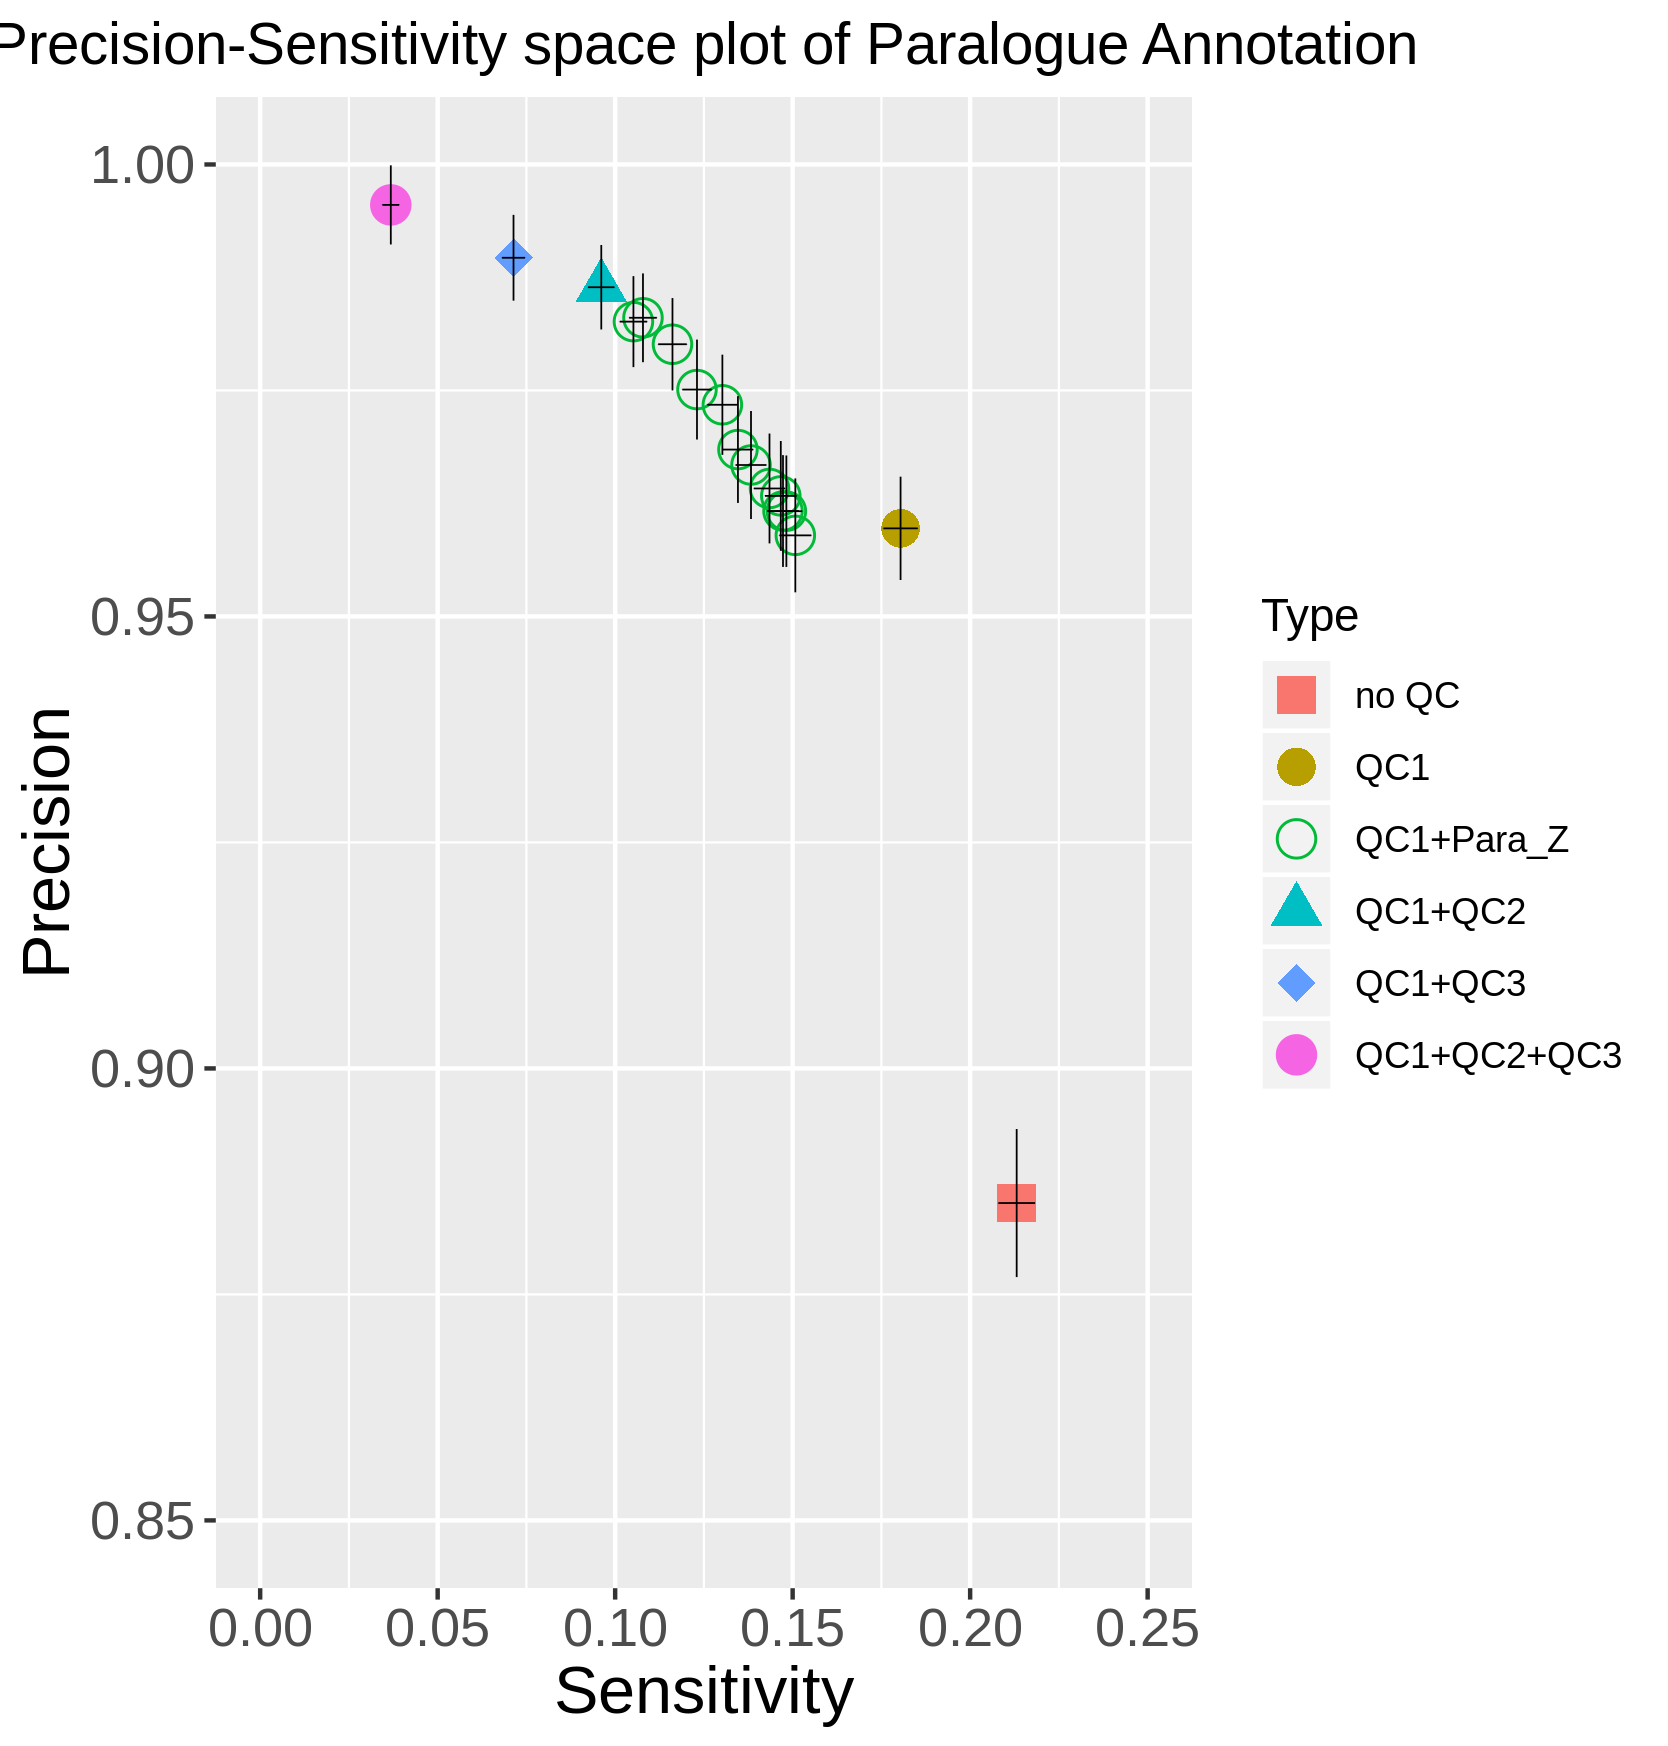 Precision-Sensitivity space plot of Paralogue Annotation
1.00
0.95
0.90
0.85
Precision
0.00 0.05 0.10 0.15 0.20 0.25
Sensitivity
Type
no QC
QC1
QC1+Para_Z
QC1+QC2
QC1+QC3
QC1+QC2+QC3